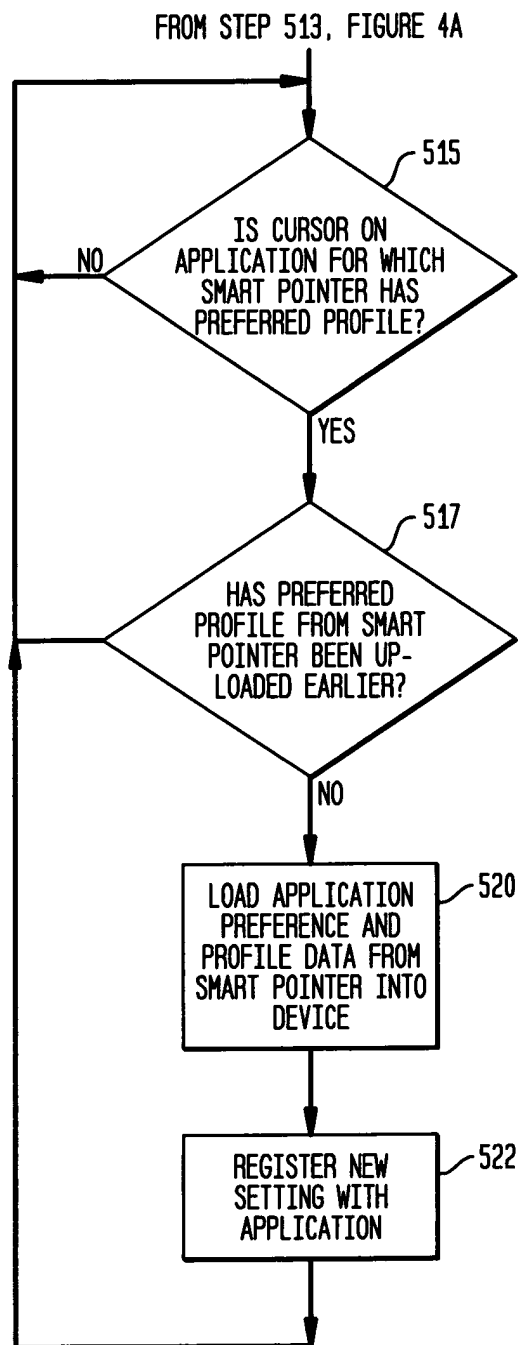 FROM STEP 513, FIGURE 4A
515
IS CURSOR ON
APPLICATION FOR WHICH
SMART POINTER HAS
PREFERRED PROFILE?
NO
YES
517
HAS PREFERRED
PROFILE FROM SMART
POINTER BEEN UP-
LOADED EARLIER?
NO
520
LOAD APPLICATION
PREFERENCE AND
PROFILE DATA FROM
SMART POINTER INTO
DEVICE
522
REGISTER NEW
SETTING WITH
APPLICATION